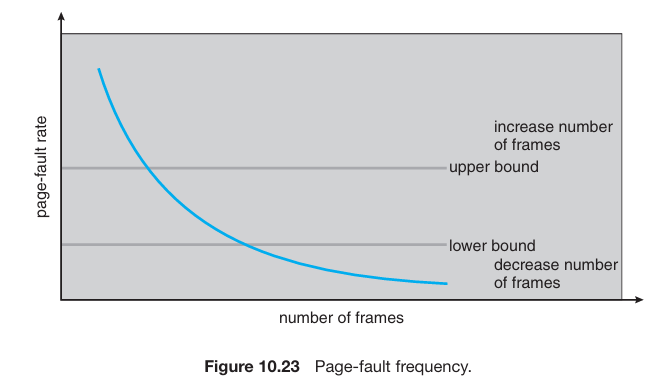 page-fault rate
increase number
of frames
upper bound
lower bound
decrease number
of frames
number of frames
Figure 10.23 Page-fault frequency.